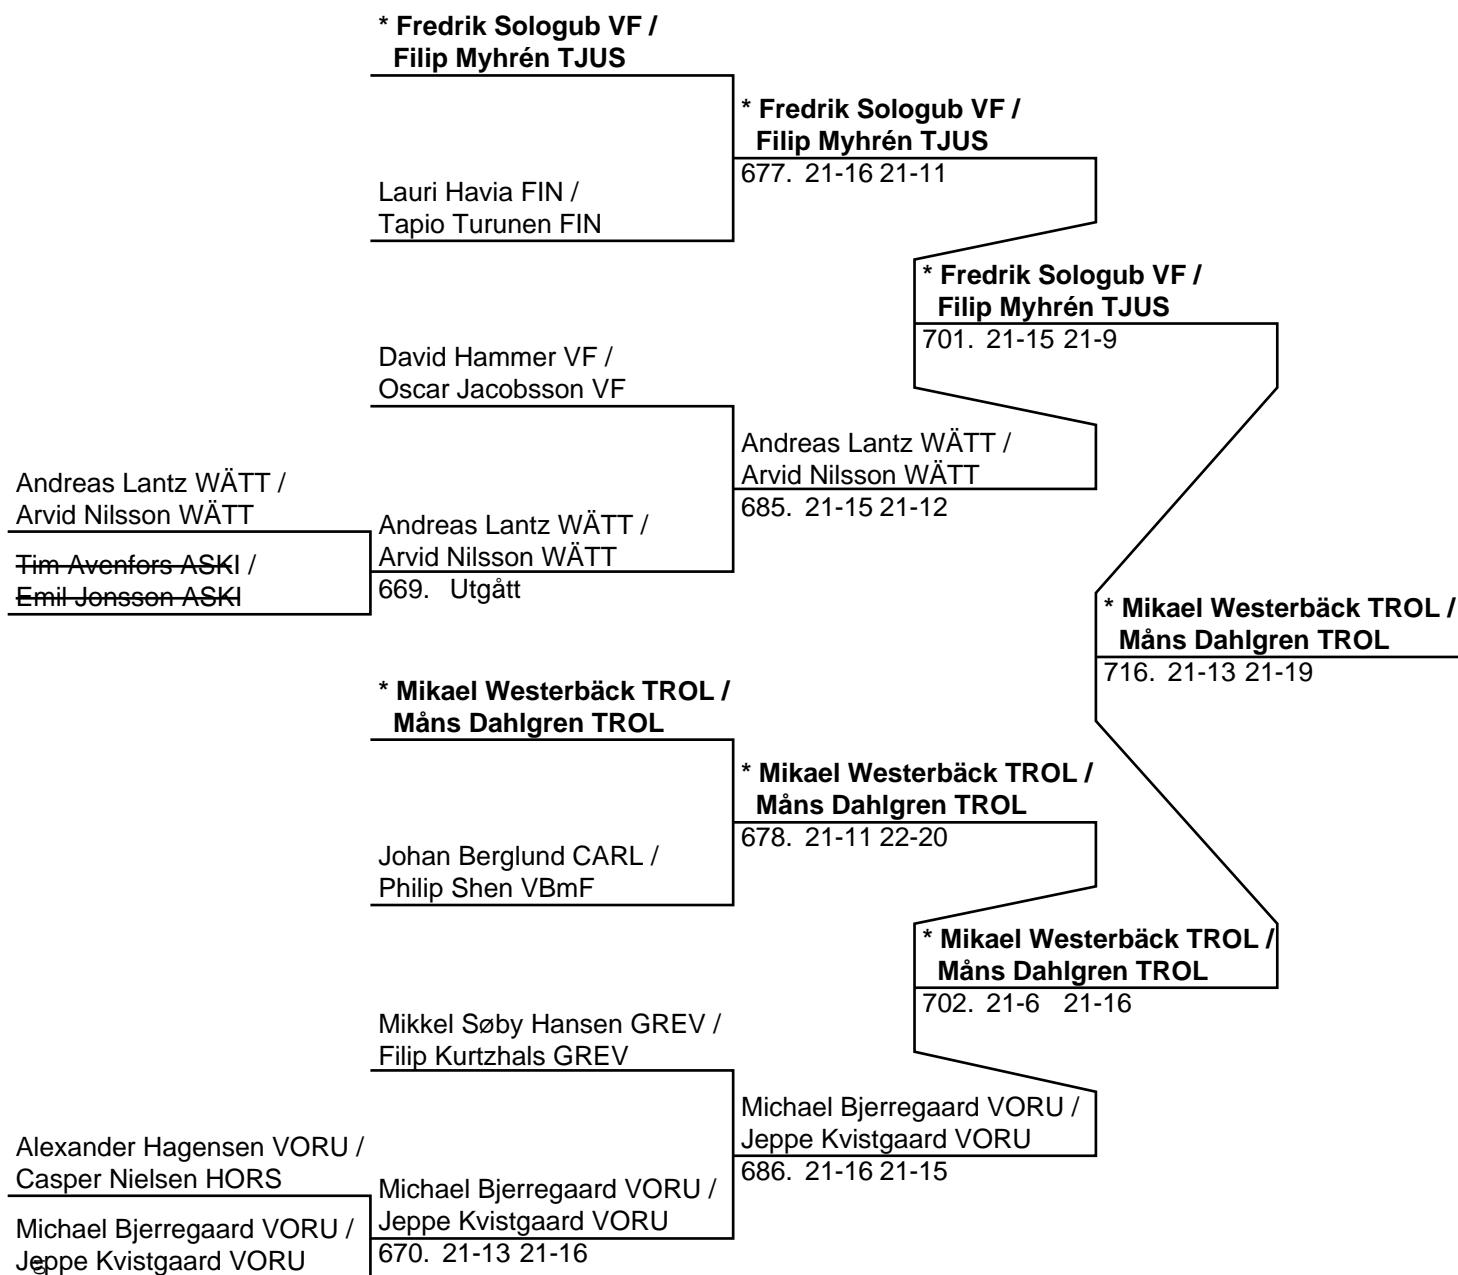 * Fredrik Sologub VF /
Filip Myhrén TJUS
* Fredrik Sologub VF /
Filip Myhrén TJUS
677. 21-16 21-11
Lauri Havia FIN /
Tapio Turunen FIN
* Fredrik Sologub VF /
Filip Myhrén TJUS
701. 21-15 21-9
David Hammer VF /
Oscar Jacobsson VF
Andreas Lantz WÄTT /
Arvid Nilsson WÄTT
685. 21-15 21-12
Andreas Lantz WÄTT /
Arvid Nilsson WÄTT
Andreas Lantz WÄTT /
Arvid Nilsson WÄTT
669. Utgått
Tim Avenfors ASKI /
Emil Jonsson ASKI
* Mikael Westerbäck TROL /
Måns Dahlgren TROL
716. 21-13 21-19
* Mikael Westerbäck TROL /
Måns Dahlgren TROL
* Mikael Westerbäck TROL /
Måns Dahlgren TROL
678. 21-11 22-20
Johan Berglund CARL /
Philip Shen VBmF
* Mikael Westerbäck TROL /
Måns Dahlgren TROL
702. 21-6 21-16
Mikkel Søby Hansen GREV /
Filip Kurtzhals GREV
Michael Bjerregaard VORU /
Jeppe Kvistgaard VORU
686. 21-16 21-15
Alexander Hagensen VORU /
Casper Nielsen HORS
Michael Bjerregaard VORU /
Jeppe Kvistgaard VORU
670. 21-13 21-16
Michael Bjerregaard VORU /
Jeppe Kvistgaard VORU